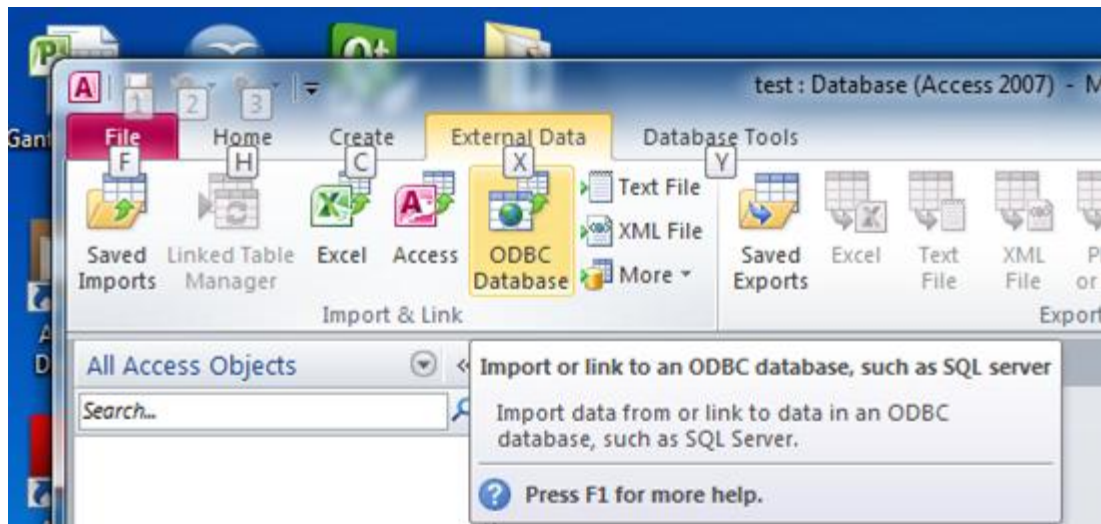 Gant
test : Database (Access 2007) - M
1 2 3
File Home Create External Data Database Tools
F H C X Y
Saved Imports
Linked Table Manager
Excel
Access
ODBC Database
Text File
XML File
More
Import & Link
Saved Exports
Excel
Text File
XML File
P
or
Export
A
D
All Access Objects
Search...
Import or link to an ODBC database, such as SQL server
Import data from or link to data in an ODBC
database, such as SQL Server.
Press F1 for more help.